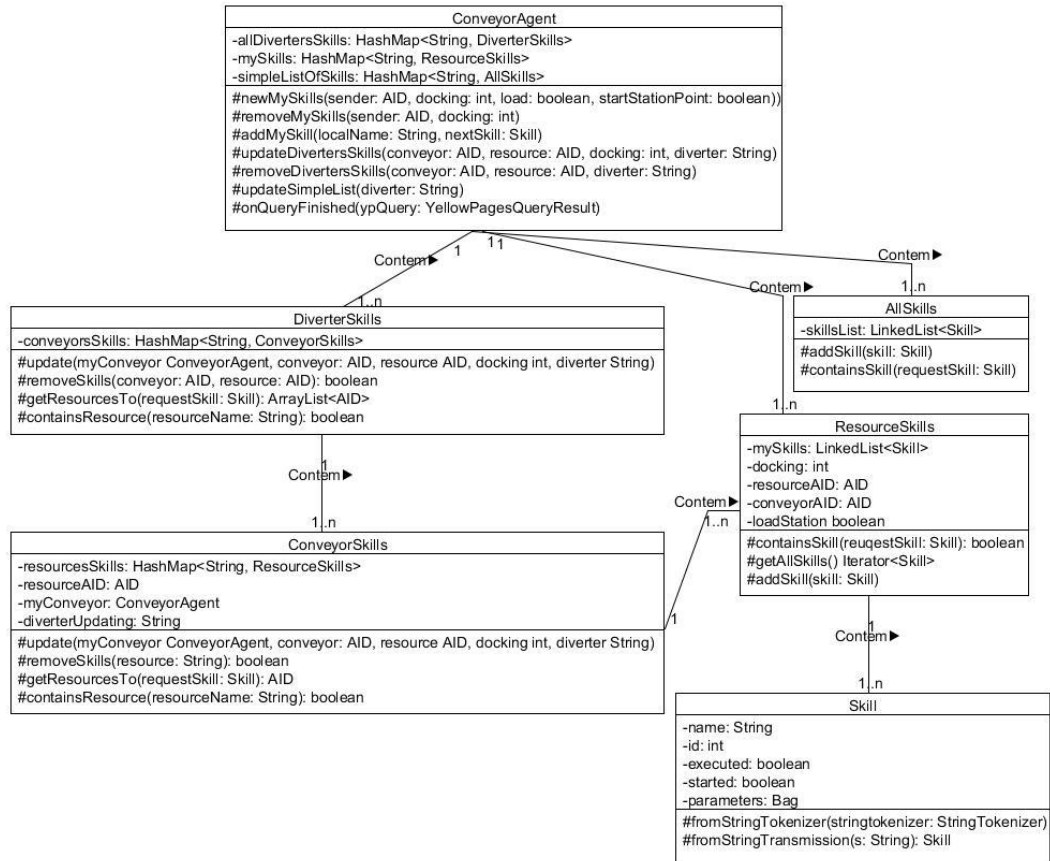 ConveyorAgent
-allDivertersSkills: HashMap<String, DiverterSkills>
-mySkills: HashMap<String, ResourceSkills>
-simpleListOfSkills: HashMap<String, AllSkills>
#newMySkills(sender: AID, docking: int, load: boolean, startStationPoint: boolean))
#removeMySkills(sender: AID, docking: int)
#addMySkill(localName: String, nextSkill: Skill)
#updateDivertersSkills(conveyor: AID, resource: AID, docking: int, diverter: String)
#removeDivertersSkills(conveyor: AID, resource: AID, diverter: String)
#updateSimpleList(diverter: String)
#onQueryFinished(ypQuery: YellowPagesQueryResult)
1
1
1
Contem
Contem
Contem
1..n
1..n
DiverterSkills
-conveyorsSkills: HashMap<String, ConveyorSkills>
#update(myConveyor ConveyorAgent, conveyor: AID, resource AID, docking int, diverter String)
#removeSkills(conveyor: AID, resource: AID): boolean
#getResourcesTo(requestSkill: Skill): ArrayList<AID>
#containsResource(resourceName: String): boolean
AllSkills
-skillsList: LinkedList<Skill>
#addSkill(skill: Skill)
#containsSkill(requestSkill: Skill)
1..n
ResourceSkills
-mySkills: LinkedList<Skill>
-docking: int
-resourceAID: AID
-conveyorAID: AID
-loadStation boolean
#containsSkill(reuqestSkill: Skill): boolean
#getAllSkills() Iterator<Skill>
#addSkill(skill: Skill)
1
Contem
1..n
Contem
1..n
1
ConveyorSkills
-resourcesSkills: HashMap<String, ResourceSkills>
-resourceAID: AID
-myConveyor: ConveyorAgent
-diverterUpdating: String
#update(myConveyor ConveyorAgent, conveyor: AID, resource AID, docking int, diverter String)
#removeSkills(resource: String): boolean
#getResourcesTo(requestSkill: Skill): AID
#containsResource(resourceName: String): boolean
1
Contem
1..n
Skill
-name: String
-id: int
-executed: boolean
-started: boolean
-parameters: Bag
#fromStringTokenizer(stringtokenizer: StringTokenizer)
#fromStringTransmission(s: String): Skill